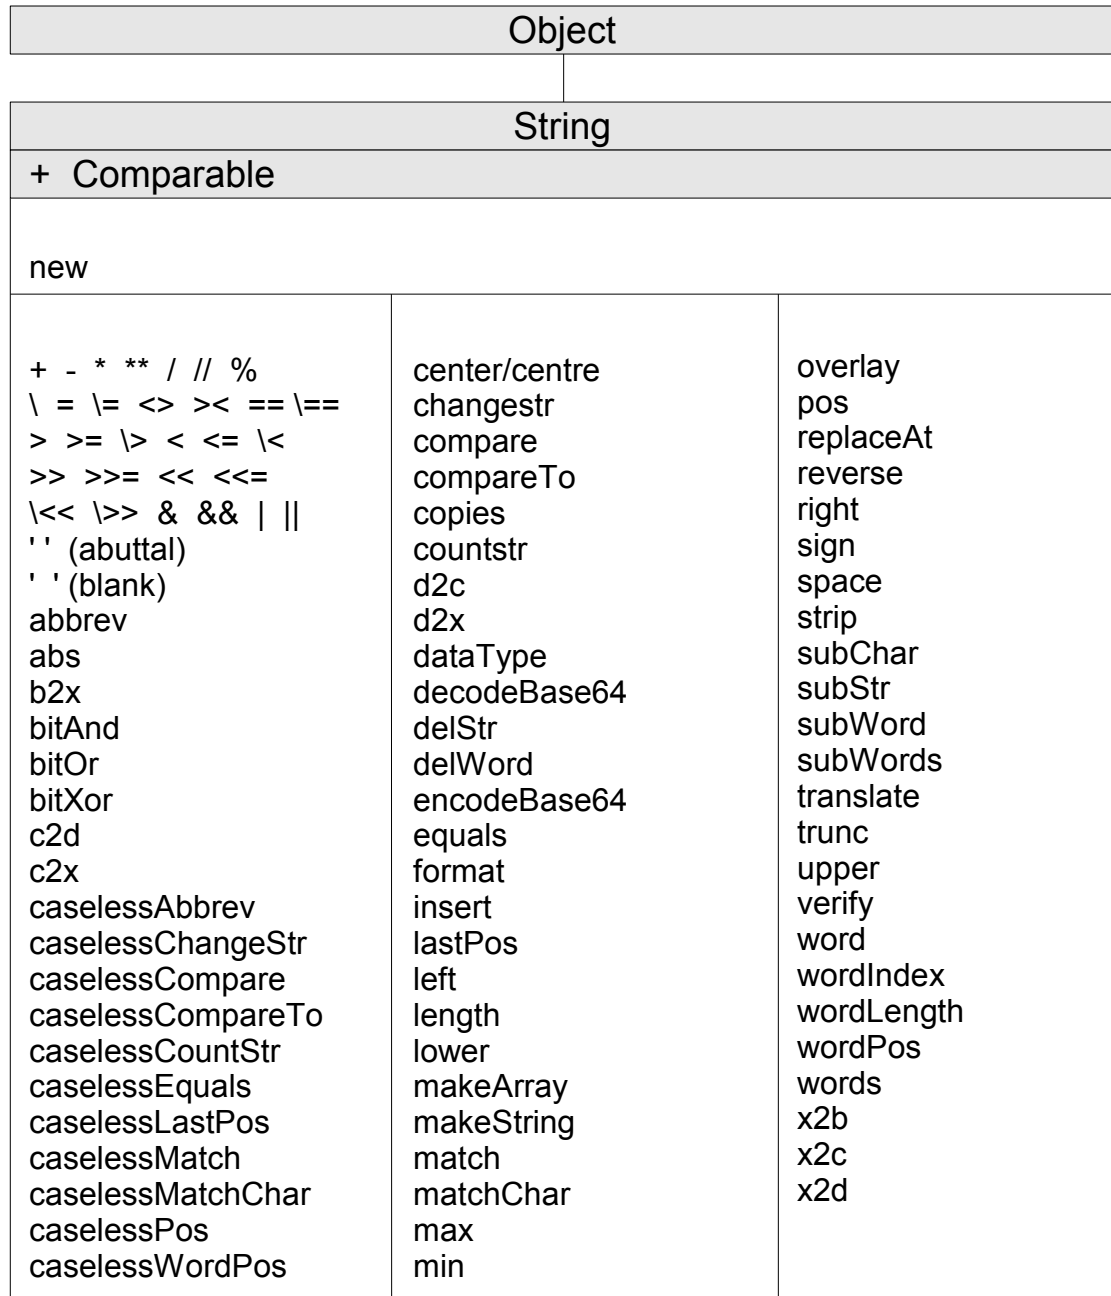 Object
String
+ Comparable
new
+ - * ** / // %
\ = \= <> >< == \==
> >= \> < <= \<
>> >>= << <<=
\<< \>> & && | ||
'' (abuttal)
' ' (blank)
abbrev
abs
b2x
bitAnd
bitOr
bitXor
c2d
c2x
caselessAbbrev
caselessChangeStr
caselessCompare
caselessCompareTo
caselessCountStr
caselessEquals
caselessLastPos
caselessMatch
caselessMatchChar
caselessPos
caselessWordPos
center/centre
changestr
compare
compareTo
copies
countstr
d2c
d2x
dataType
decodeBase64
delStr
delWord
encodeBase64
equals
format
insert
lastPos
left
length
lower
makeArray
makeString
match
matchChar
max
min
overlay
pos
replaceAt
reverse
right
sign
space
strip
subChar
subStr
subWord
subWords
translate
trunc
upper
verify
word
wordIndex
wordLength
wordPos
words
x2b
x2c
x2d